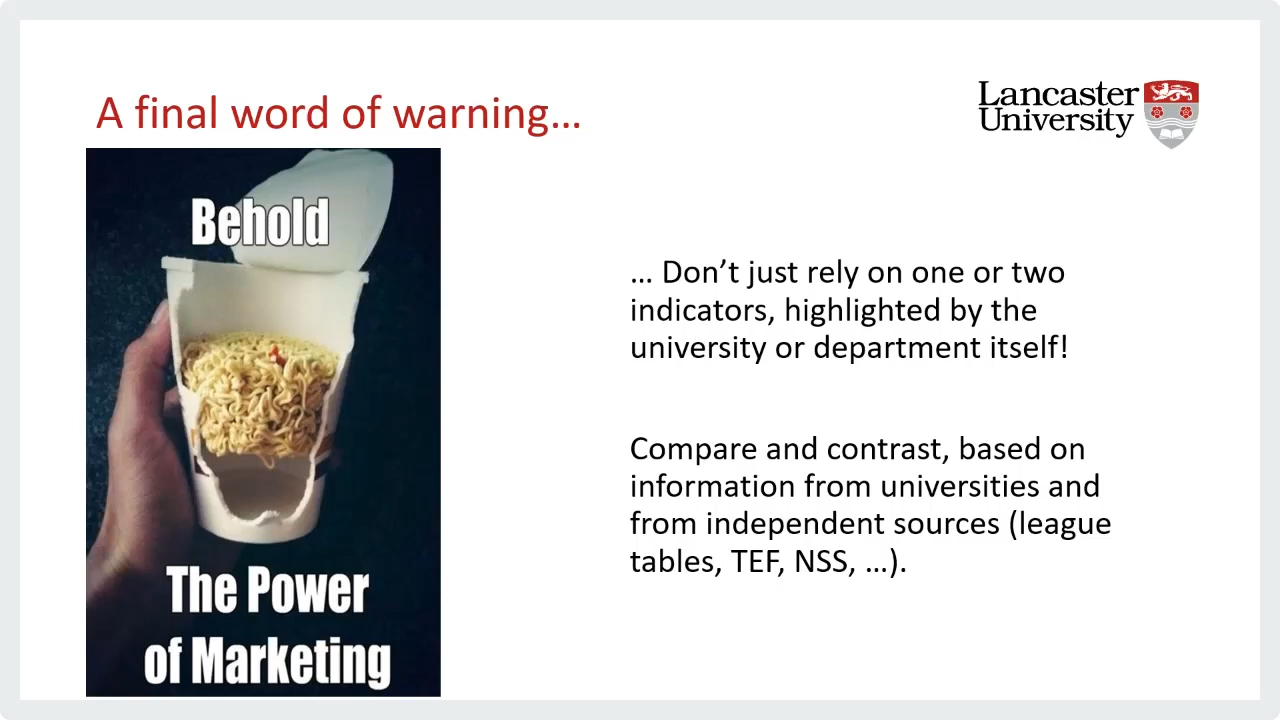 A final word of warning...
Lancaster
University
Behold
The Power
of Marketing
... Don’t just rely on one or two
indicators, highlighted by the
university or department itself!
Compare and contrast, based on
information from universities and
from independent sources (league
tables, TEF, NSS, ...).